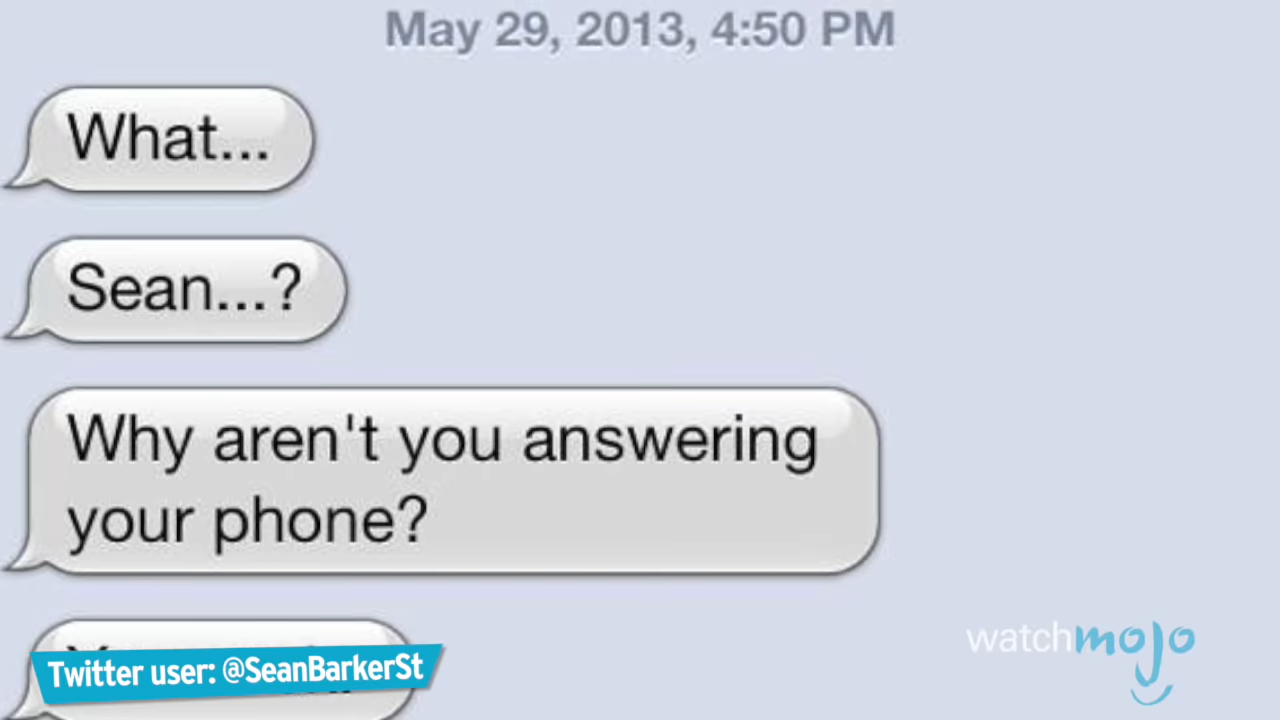 May 29, 2013, 4:50 PM
What...
Sean...?
Why aren't you answering
your phone?
Twitter user: @SeanBarkerSt
watchmojo